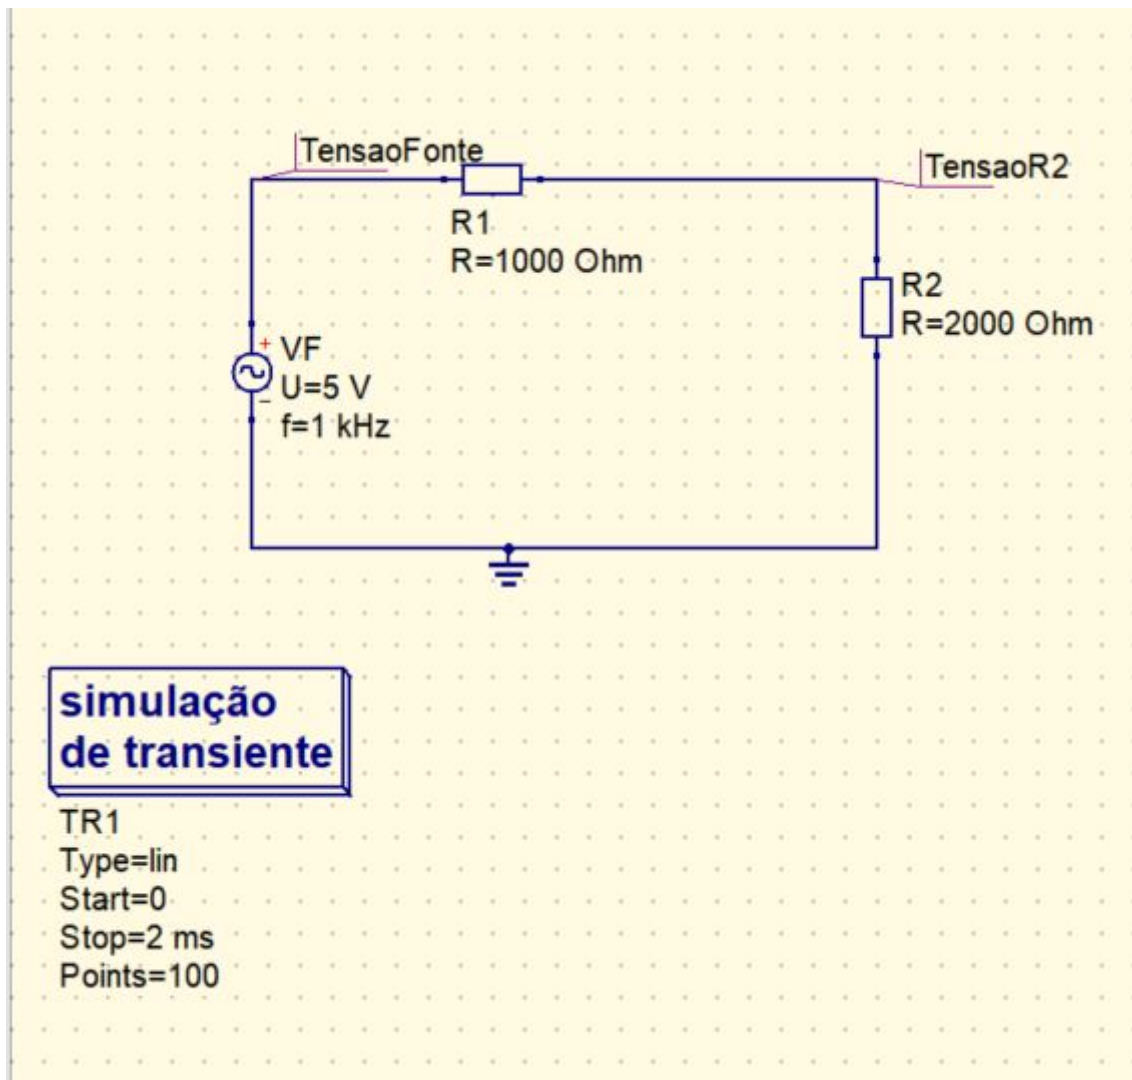 TensaoFonte
TensaoR2
R1
R=1000 Ohm
R2
R=2000 Ohm
+
VF
U=5 V
−
f=1 kHz
simulação
de transiente
TR1
Type=lin
Start=0
Stop=2 ms
Points=100